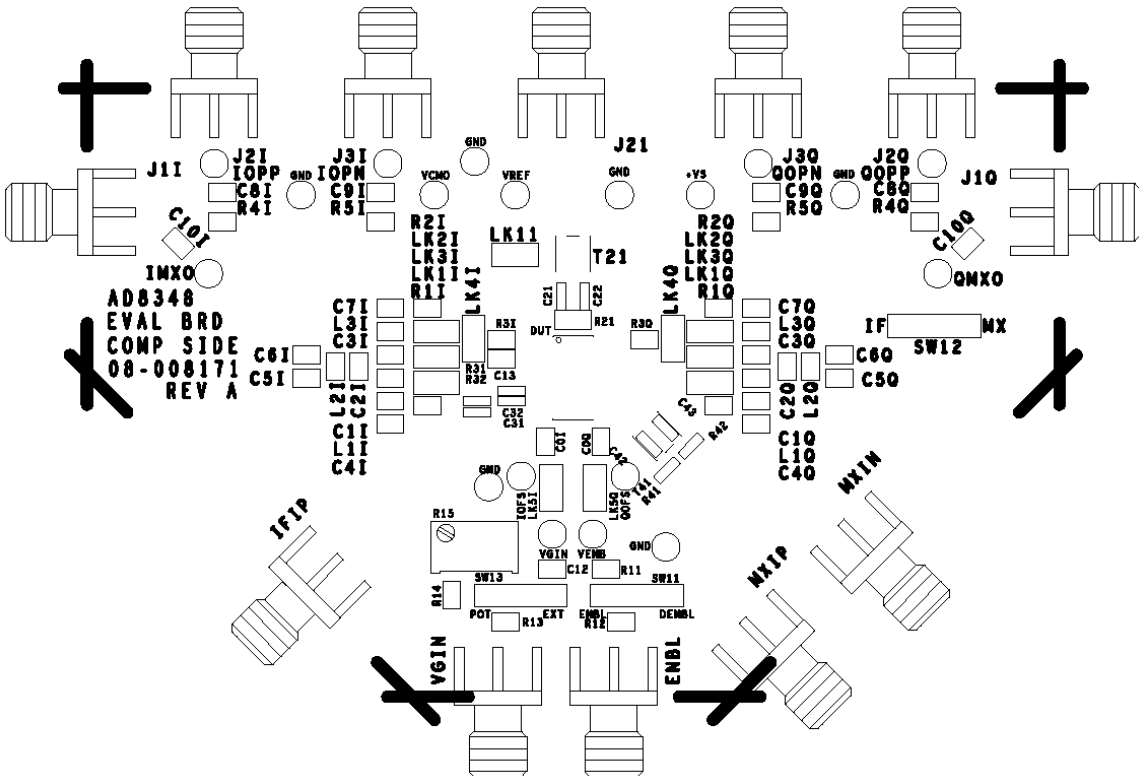 GND
J21
J1I
J2I
IOPP
C8I
R4I
GND
J3I
IOPN
C9I
R5I
VCMO
VREF
GND
+VS
J3Q
QOPN
C9Q
R5Q
GND
J2Q
QOPP
C8Q
R4Q
J1Q
C10I
IMXO
R2I
LK2I
LK3I
LK1I
R1I
LK11
T21
R2Q
LK2Q
LK3Q
LK1Q
R1Q
C10Q
QMXO
AD8348
EVAL BRD
COMP SIDE
08-008171
REV A
C7I
L3I
C3I
LK4I
R3I
C21
C22
R21
DUT
R3Q
LK4Q
C7Q
L3Q
C3Q
IF
MX
SW12
C6I
C5I
L2I
C2I
R31
R32
C13
C32
C31
C2Q
L2Q
C6Q
C5Q
C1I
L1I
C4I
C0I
C0Q
C42
C43
R42
T41
R41
C1Q
L1Q
C4Q
GND
IOFS
LK5I
LK5Q
QOFS
IFIP
R15
VGIN
VENB
GND
MXIN
MXIP
C12
R11
SW13
SW11
R14
POT
EXT
ENBL
DENBL
R13
R12
VGIN
ENBL